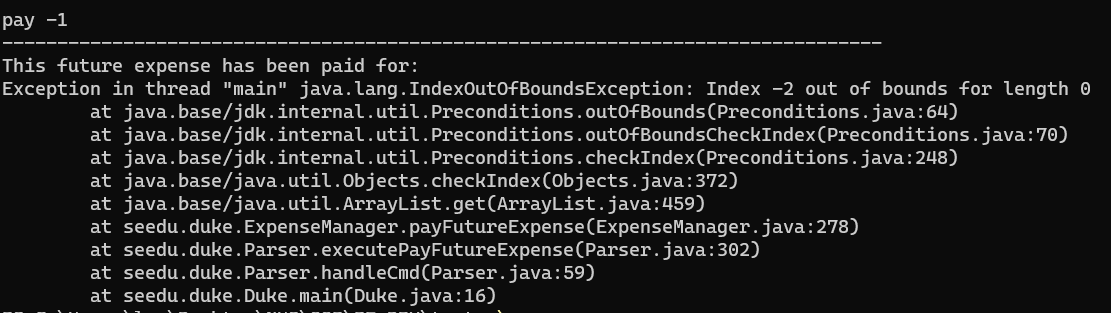 pay -1
--------------------------------------------------------------------------------
This future expense has been paid for:
Exception in thread "main" java.lang.IndexOutOfBoundsException: Index -2 out of bounds for length 0
        at java.base/jdk.internal.util.Preconditions.outOfBounds(Preconditions.java:64)
        at java.base/jdk.internal.util.Preconditions.outOfBoundsCheckIndex(Preconditions.java:70)
        at java.base/jdk.internal.util.Preconditions.checkIndex(Preconditions.java:248)
        at java.base/java.util.Objects.checkIndex(Objects.java:372)
        at java.base/java.util.ArrayList.get(ArrayList.java:459)
        at seedu.duke.ExpenseManager.payFutureExpense(ExpenseManager.java:278)
        at seedu.duke.Parser.executePayFutureExpense(Parser.java:302)
        at seedu.duke.Parser.handleCmd(Parser.java:59)
        at seedu.duke.Duke.main(Duke.java:16)